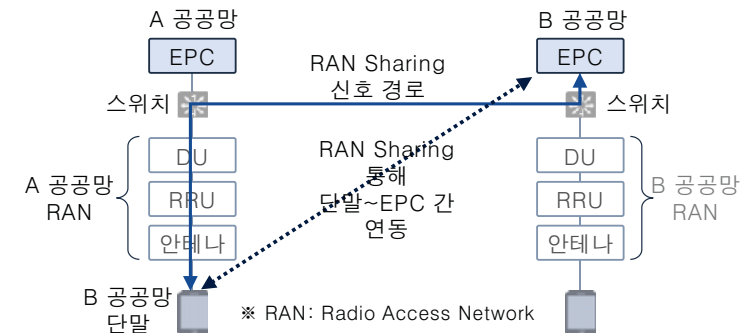 A 공공망
B 공공망
EPC
EPC
RAN Sharing
신호 경로
스위치
스위치
RAN Sharing
통해
단말~EPC 간
연동
A 공공망
RAN
DU
RRU
안테나
DU
RRU
안테나
B 공공망
RAN
B 공공망
단말
※ RAN: Radio Access Network